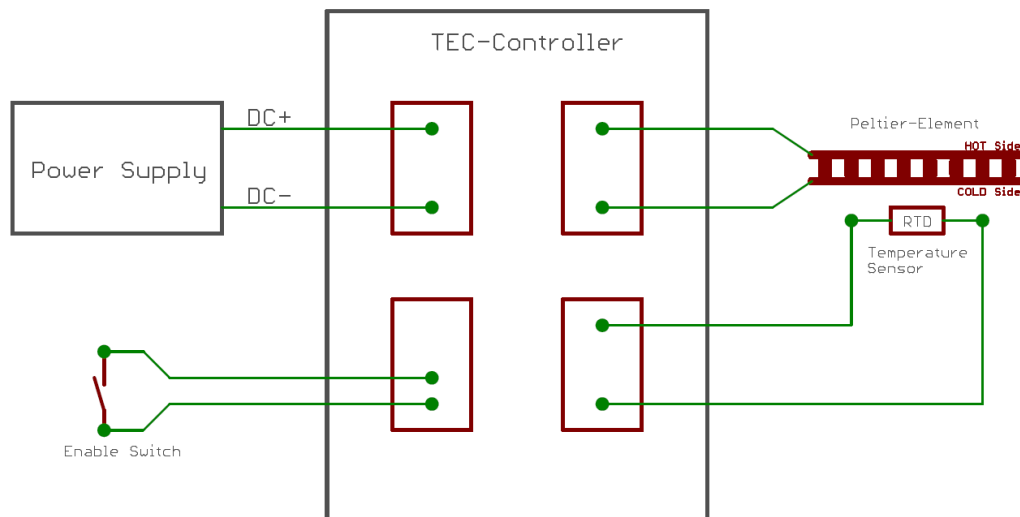 TEC-Controller
Power Supply
DC+
DC-
Peltier-Element
HOT Side
COLD Side
RTD
Temperature
Sensor
Enable Switch